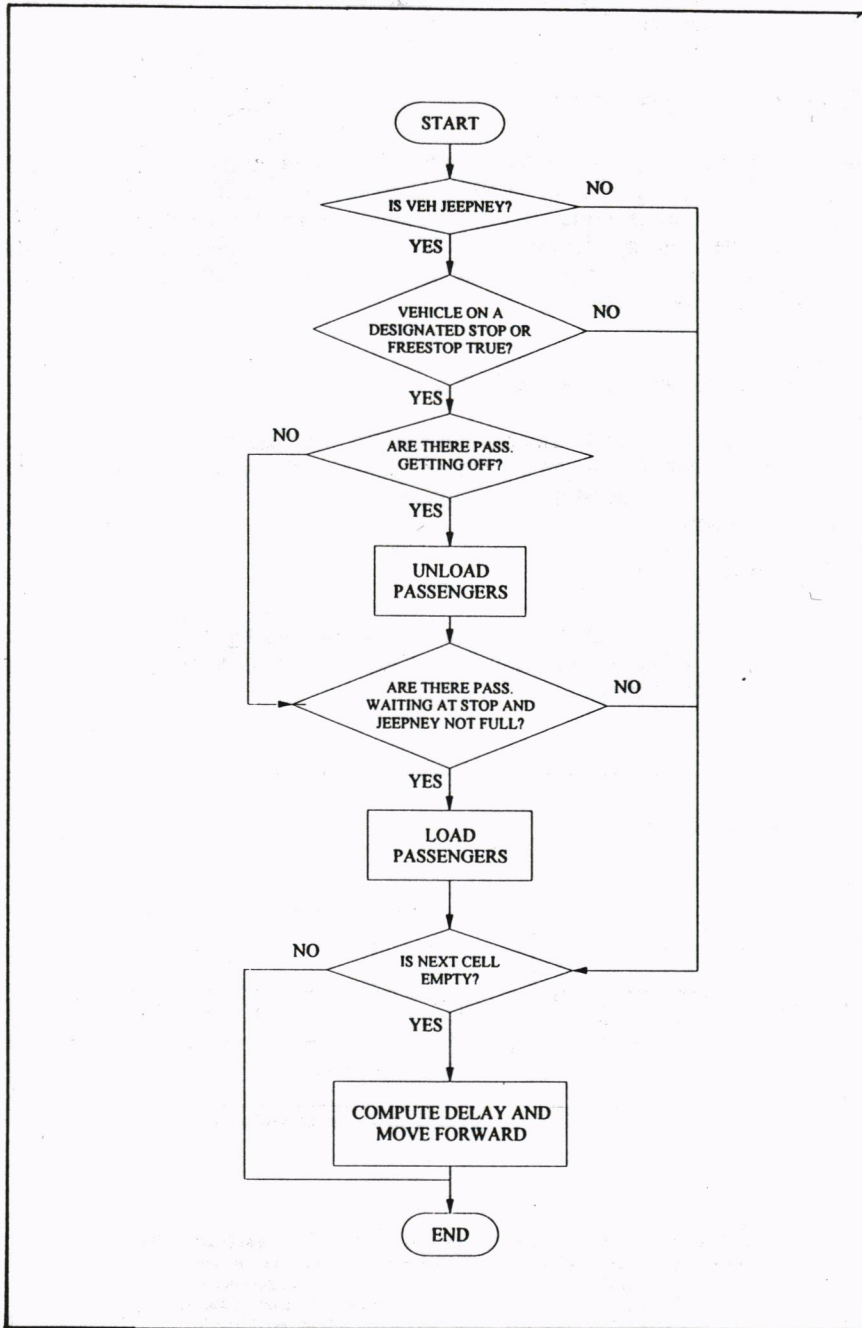 START
IS VEH JEEPNEY?
NO
YES
VEHICLE ON A
DESIGNATED STOP OR
FREESTOP TRUE?
NO
YES
NO
ARE THERE PASS.
GETTING OFF?
YES
UNLOAD
PASSENGERS
ARE THERE PASS.
WAITING AT STOP AND
JEEPNEY NOT FULL?
NO
YES
LOAD
PASSENGERS
NO
IS NEXT CELL
EMPTY?
YES
COMPUTE DELAY AND
MOVE FORWARD
END